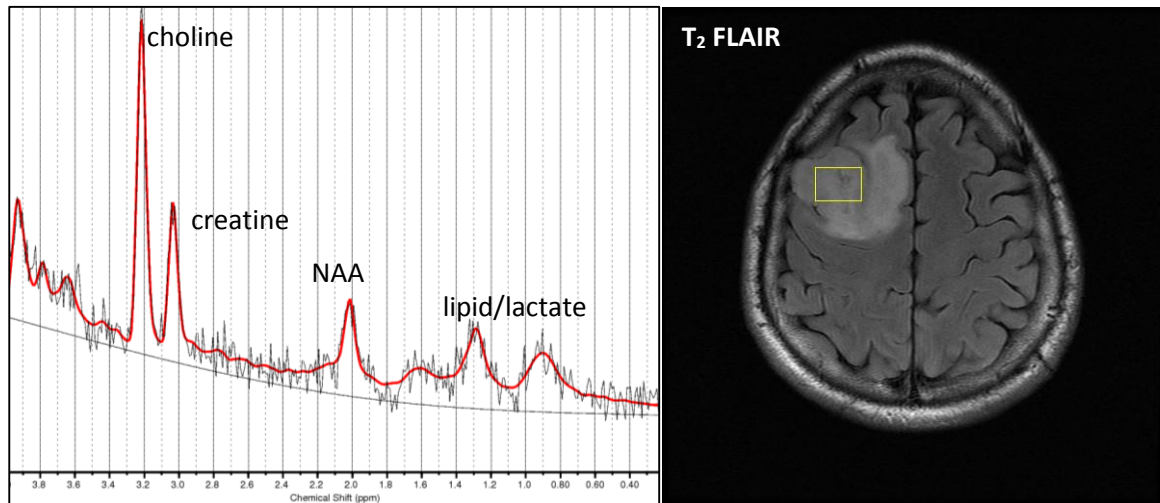 choline
creatine
NAA
lipid/lactate
3.8 3.6 3.4 3.2 3.0 2.8 2.6 2.4 2.2 2.0 1.8 1.6 1.4 1.2 1.0 0.80 0.60 0.40 0.20
Chemical Shift (ppm)
T₂ FLAIR